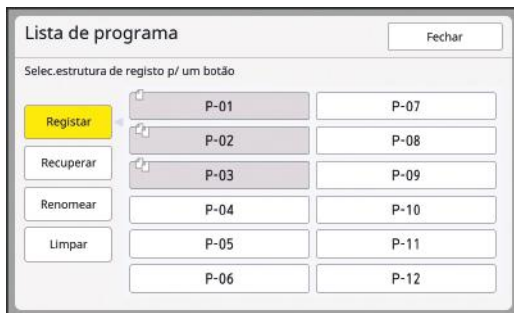 Lista de programa
Fechar
Selec.estrutura de registo p/ um botão
Registar
Recuperar
Renomear
Limpar
P-01
P-02
P-03
P-04
P-05
P-06
P-07
P-08
P-09
P-10
P-11
P-12